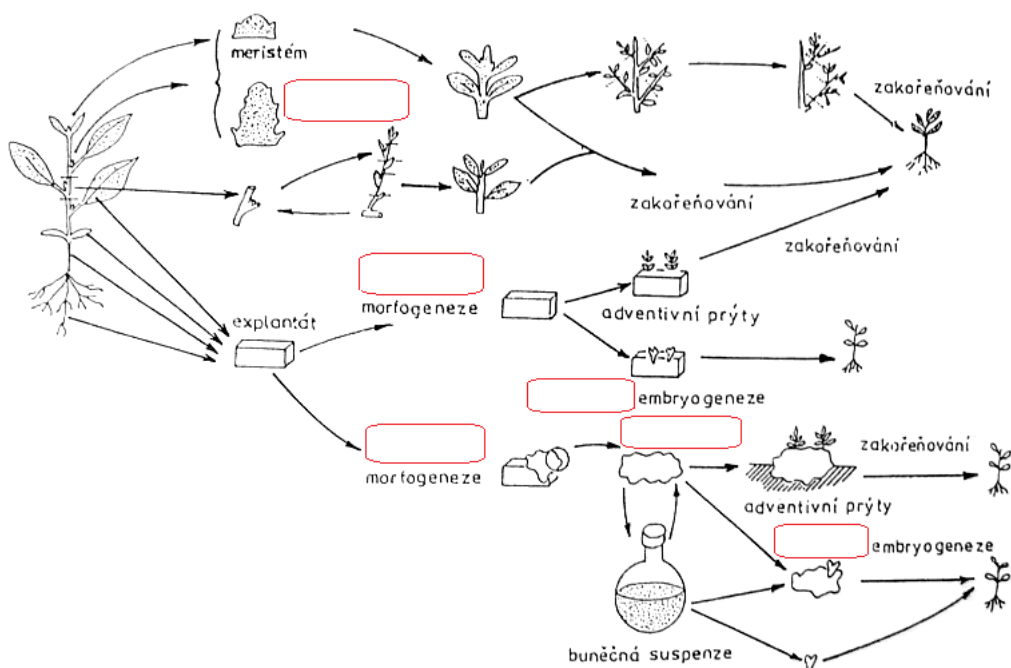 meristém
zakořeňování
zakořeňování
zakořeňování
morfogeneze
adventivní prýty
explantát
embryogeneze
morfogeneze
zakořeňování
adventivní prýty
embryogeneze
buněčná suspenze